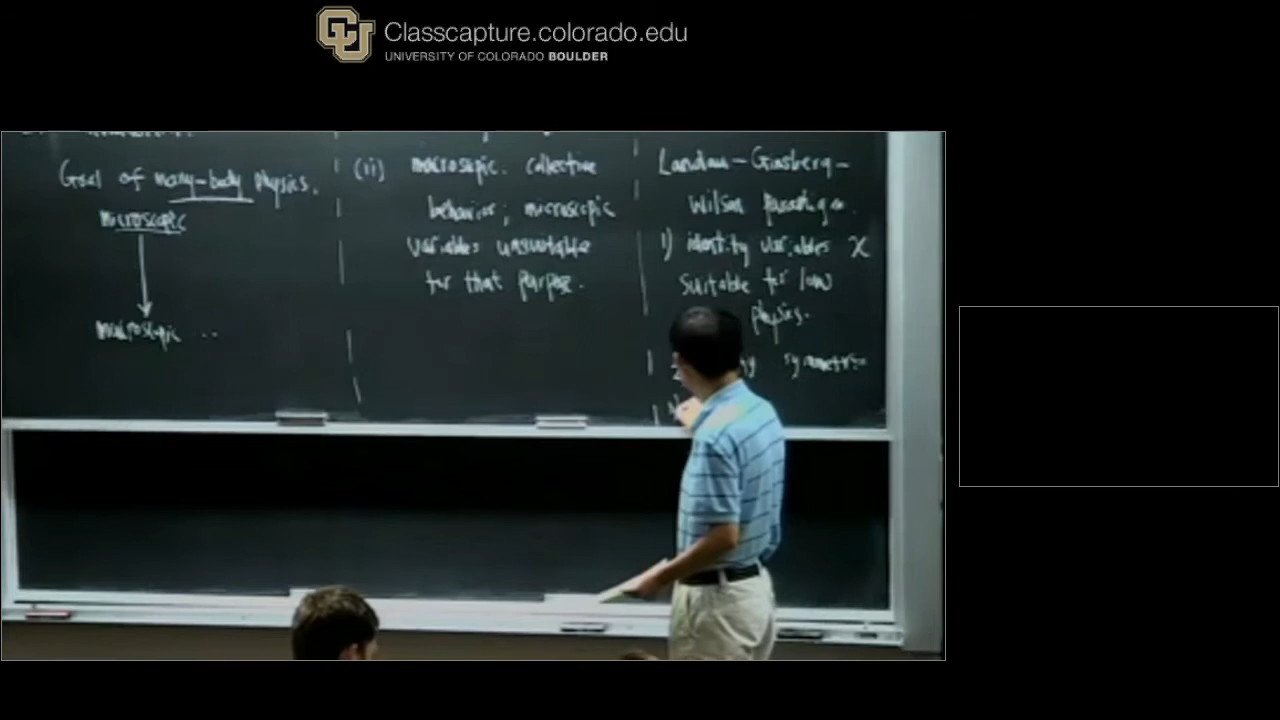 Classcapture.colorado.edu
UNIVERSITY OF COLORADO BOULDER
Goal of many-body physics.
microscopic
macroscopic ..
(ii) macroscopic collective
behavior; microscopic
variables unsuitable
for that purpose.
Landau-Ginsberg-
Wilson Paradigm.
1) identity variables X
suitable for low
physics.
symmetries